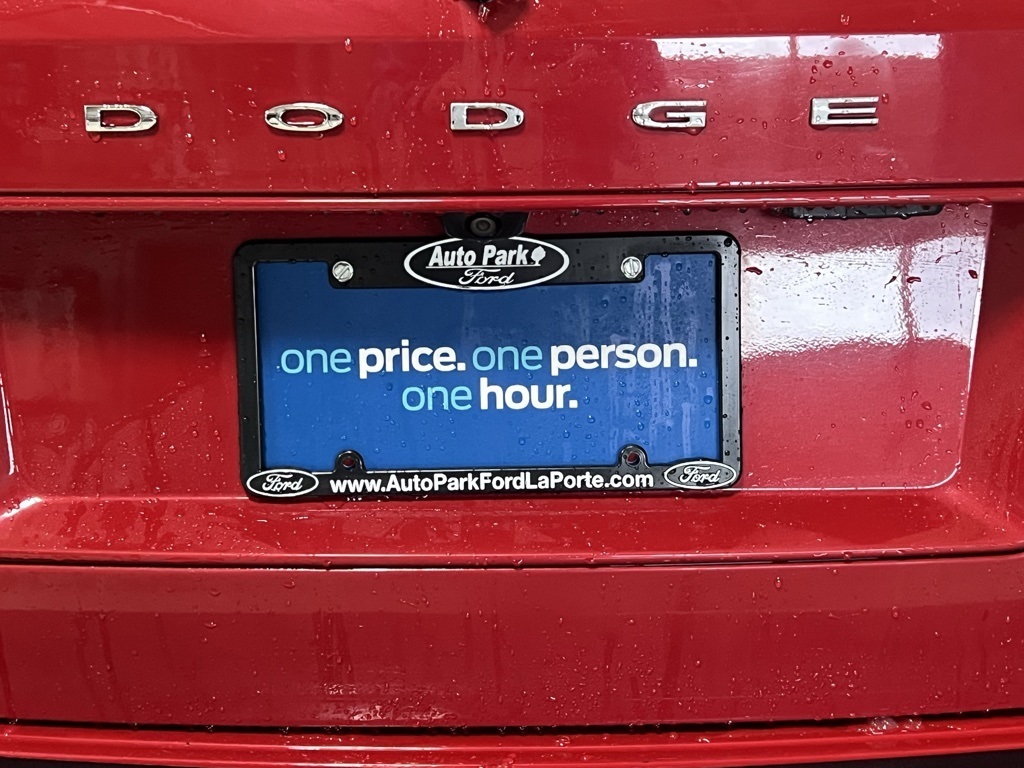 DODGE
Auto Park
Ford
one price. one person.
one hour.
Ford www.AutoParkFordLaPorte.com Ford